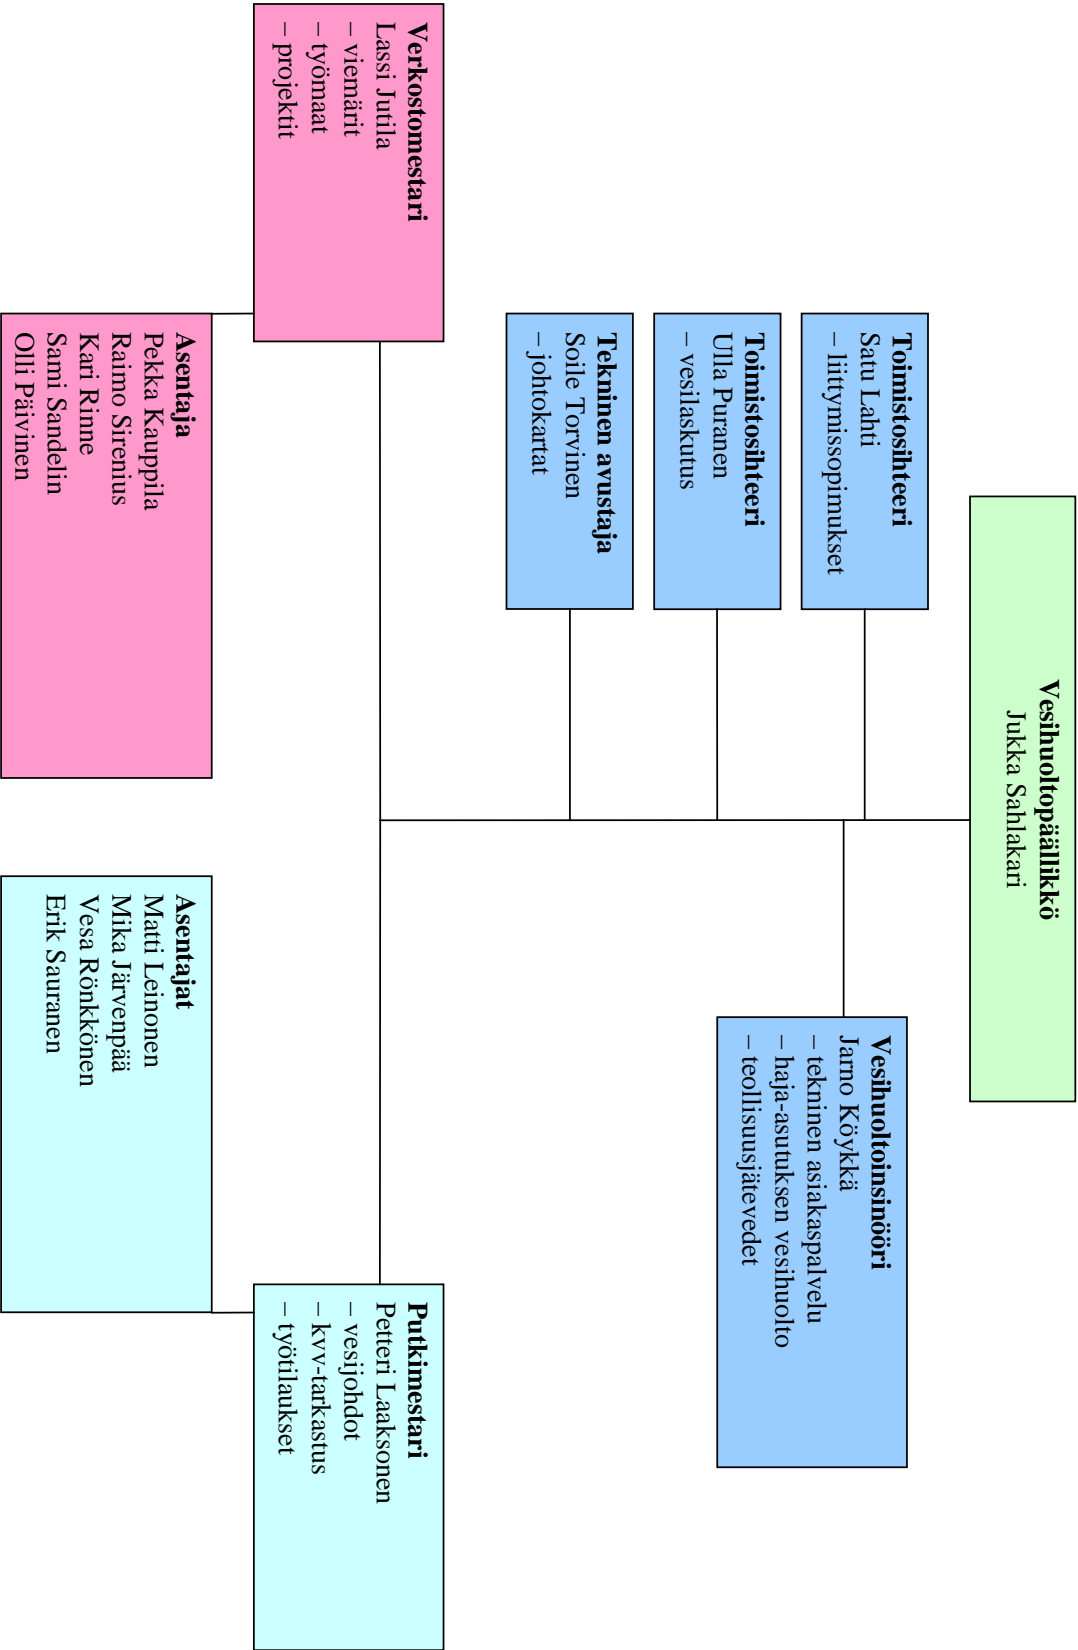 Vesihuoltopäällikkö
Jukka Sahlakari
Toimistosihteeri
Satu Lahti
– liittymissopimukset
Toimistosihteeri
Ulla Puranen
– vesilaskutus
Tekninen avustaja
Soile Torvinen
– johtokartat
Vesihuoltoinsinööri
Jarno Köykkä
– tekninen asiakaspalvelu
– haja-asutuksen vesihuolto
– teollisuusjätevedet
Verkostomestari
Lassi Jutila
– viemärit
– työmaat
– projektit
Putkimestari
Petteri Laaksonen
– vesijohdot
– kvv-tarkastus
– työtilaukset
Asentaja
Pekka Kauppila
Raimo Sirenius
Kari Rinne
Sami Sandelin
Olli Päivinen
Asentajat
Matti Leinonen
Mika Järvenpää
Vesa Rönkkönen
Erik Sauranen